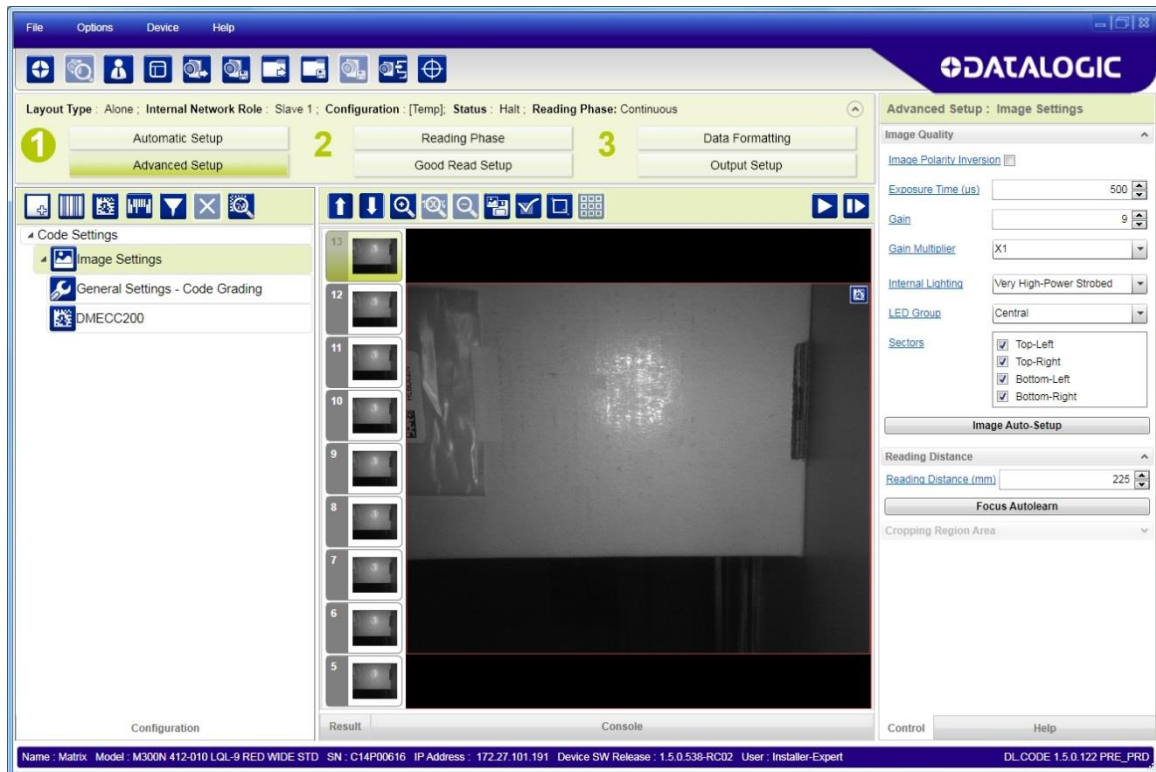 File Options Device Help
DATALOGIC
Layout Type : Alone ; Internal Network Role : Slave 1 ; Configuration : [Temp]; Status : Halt ; Reading Phase: Continuous
1 Automatic Setup 2 Reading Phase 3 Data Formatting
Advanced Setup Good Read Setup Output Setup
100%
Code Settings
Image Settings
General Settings - Code Grading
DMECC200
Configuration
13
12
11
10
9
8
7
6
5
Result Console
Advanced Setup : Image Settings
Image Quality
Image Polarity Inversion
Exposure Time (µs) 500
Gain 9
Gain Multiplier X1
Internal Lighting Very High-Power Strobed
LED Group Central
Sectors Top-Left
Top-Right
Bottom-Left
Bottom-Right
Image Auto-Setup
Reading Distance
Reading Distance (mm) 225
Focus Autolearn
Cropping Region Area
Control Help
Name : Matrix Model : M300N 412-010 LQL-9 RED WIDE STD SN : C14P00616 IP Address : 172.27.101.191 Device SW Release : 1.5.0.538-RC02 User : Installer-Expert DL.CODE 1.5.0.122 PRE_PRD